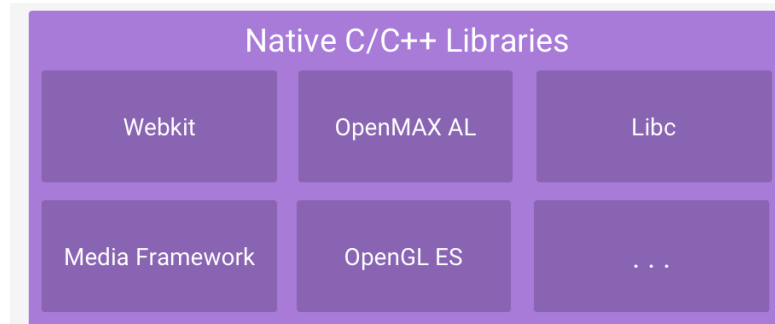 Native C/C++ Libraries
Webkit
OpenMAX AL
Libc
Media Framework
OpenGL ES
. . .